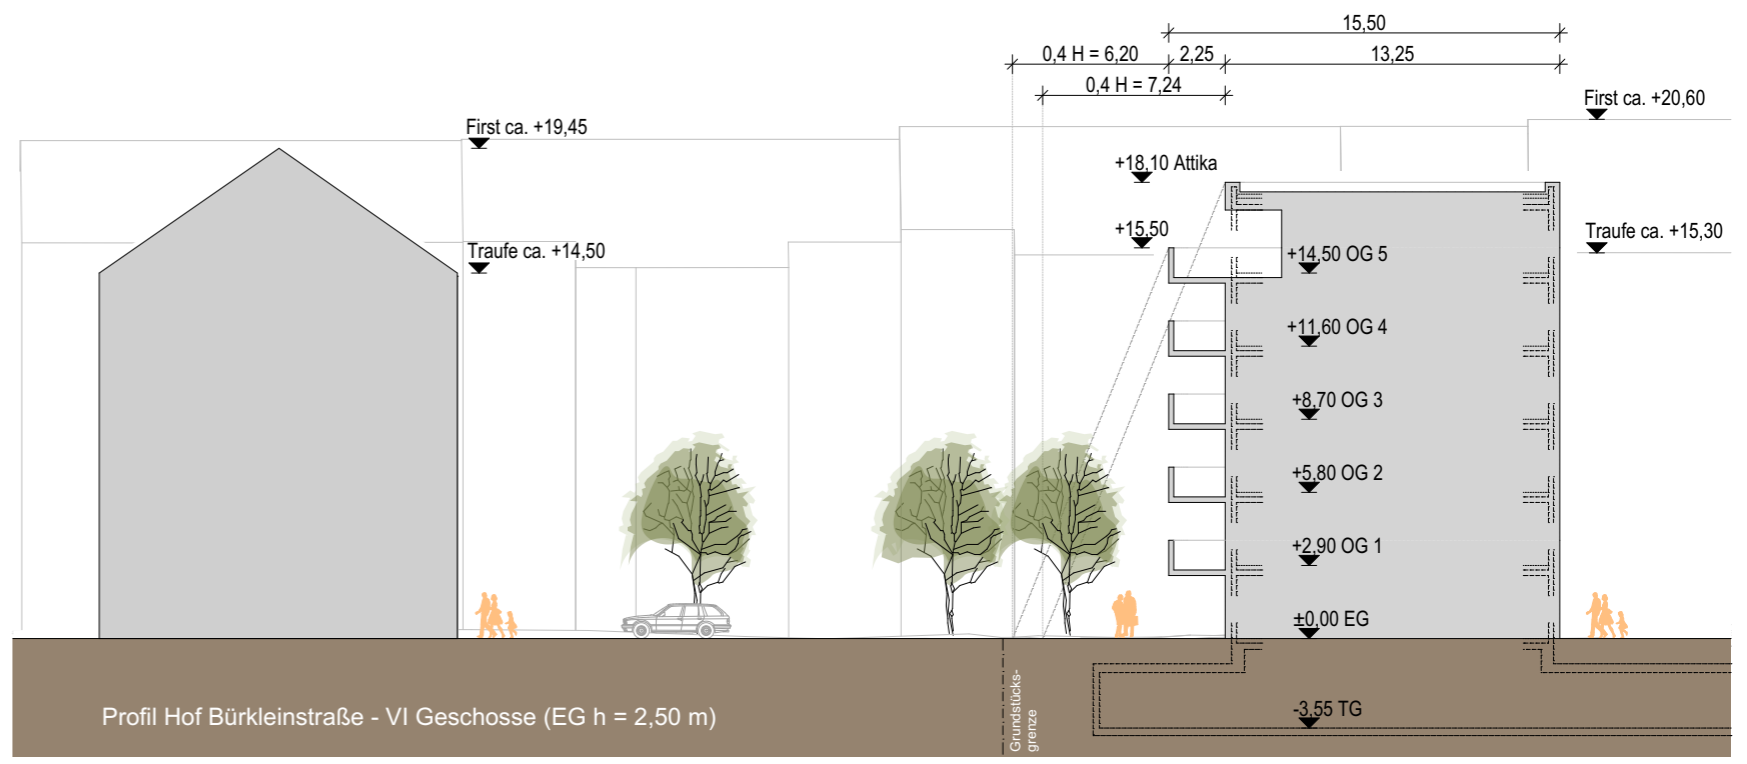 15,50
0,4 H = 6,20
2,25
13,25
0,4 H = 7,24
First ca. +20,60
First ca. +19,45
+18,10 Attika
+15,50
Traufe ca. +15,30
Traufe ca. +14,50
+14,50 OG 5
+11,60 OG 4
+8,70 OG 3
+5,80 OG 2
+2,90 OG 1
±0,00 EG
Grundstücks-
grenze
-3,55 TG
Profil Hof Bürkleinstraße - VI Geschosse (EG h = 2,50 m)